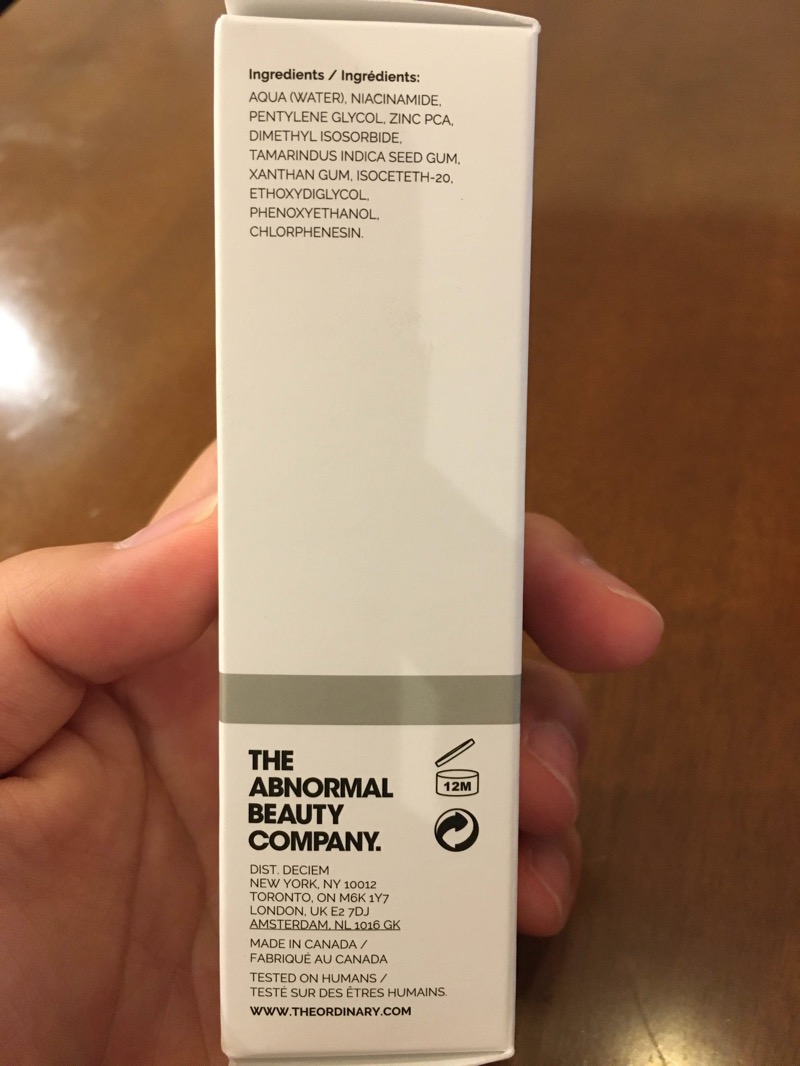 Ingredients / Ingrédients:
AQUA (WATER), NIACINAMIDE,
PENTYLENE GLYCOL, ZINC PCA,
DIMETHYL ISOSORBIDE,
TAMARINDUS INDICA SEED GUM,
XANTHAN GUM, ISOCETETH-20,
ETHOXYDIGLYCOL,
PHENOXYETHANOL,
CHLORPHENESIN.
THE
ABNORMAL
BEAUTY
COMPANY.
12M
DIST. DECIEM
NEW YORK, NY 10012
TORONTO, ON M6K 1Y7
LONDON, UK E2 7DJ
AMSTERDAM, NL 1016 GK
MADE IN CANADA /
FABRIQUÉ AU CANADA
TESTED ON HUMANS /
TESTÉ SUR DES ÊTRES HUMAINS.
WWW.THEORDINARY.COM